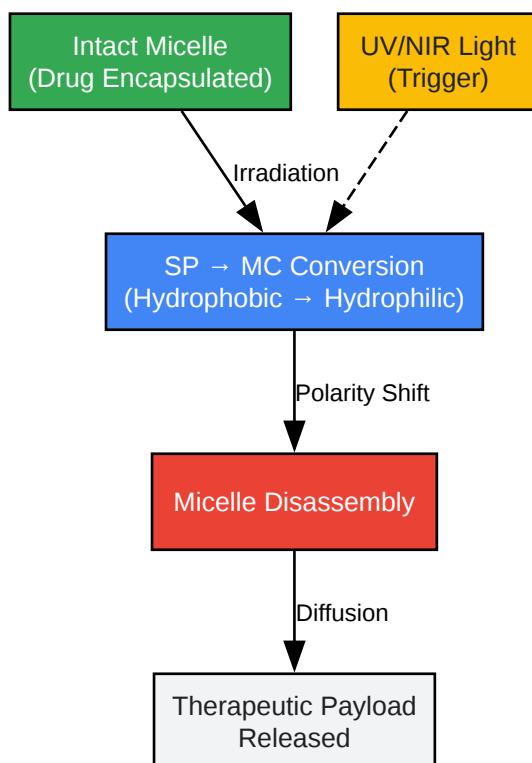 Intact Micelle
(Drug Encapsulated)
UV/NIR Light
(Trigger)
Irradiation
SP → MC Conversion
(Hydrophobic → Hydrophilic)
Polarity Shift
Micelle Disassembly
Diffusion
Therapeutic Payload
Released